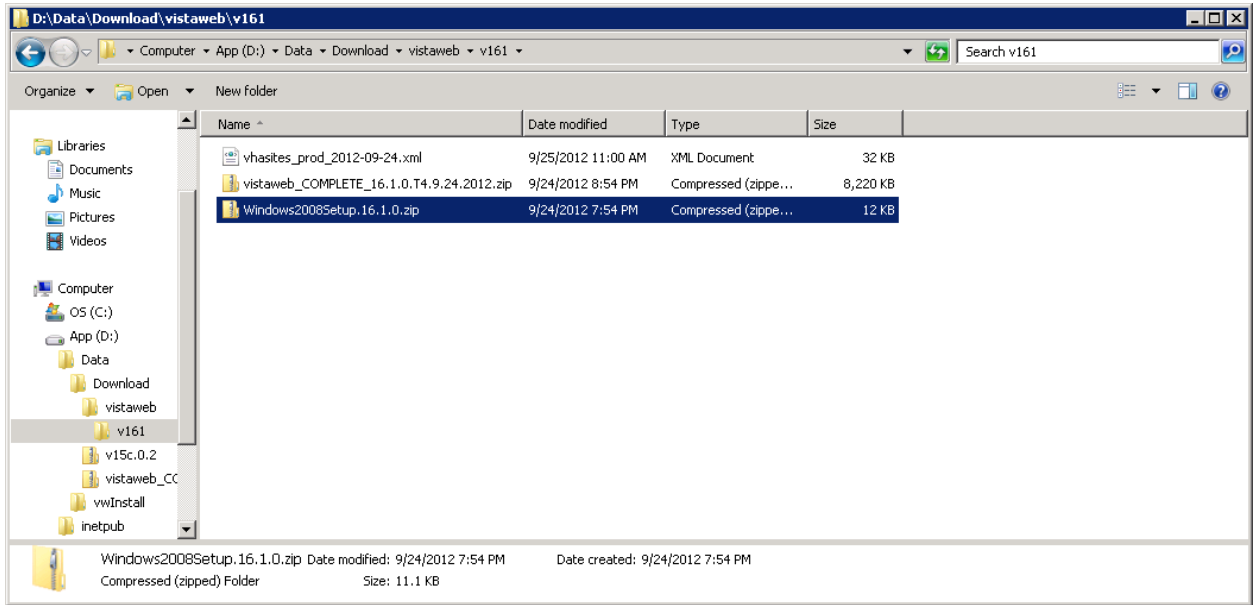 D:\Data\Download\vistaweb\v161
Computer App (D:) Data Download vistaweb v161 Search v161
Organize Open New folder
Name Date modified Type Size
Libraries
Documents
Music
Pictures
Videos
Computer
OS (C:)
App (D:)
Data
Download
vistaweb
v161
v15c.0.2
vistaweb_CO
vwInstall
inetpub
vhasites_prod_2012-09-24.xml 9/25/2012 11:00 AM XML Document 32 KB
vistaweb_COMPLETE_16.1.0.T4.9.24.2012.zip 9/24/2012 8:54 PM Compressed (zippe... 8,220 KB
Windows2008Setup.16.1.0.zip 9/24/2012 7:54 PM Compressed (zippe... 12 KB
Windows2008Setup.16.1.0.zip Date modified: 9/24/2012 7:54 PM Date created: 9/24/2012 7:54 PM
Compressed (zipped) Folder Size: 11.1 KB